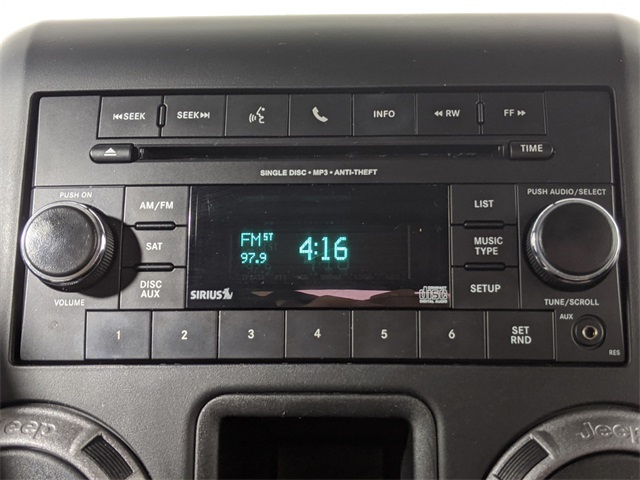 ⏮SEEK SEEK⏭ INFO ◀◀ RW FF ▶▶
TIME
SINGLE DISC • MP3 • ANTI-THEFT
PUSH ON
PUSH AUDIO/SELECT
AM/FM
LIST
SAT
FM ST
4:16
MUSIC
TYPE
97.9
DISC
AUX
SETUP
SIRIUS
VOLUME
TUNE/SCROLL
1 2 3 4 5 6
SET
RND
AUX
RES
Jeep
Jeep